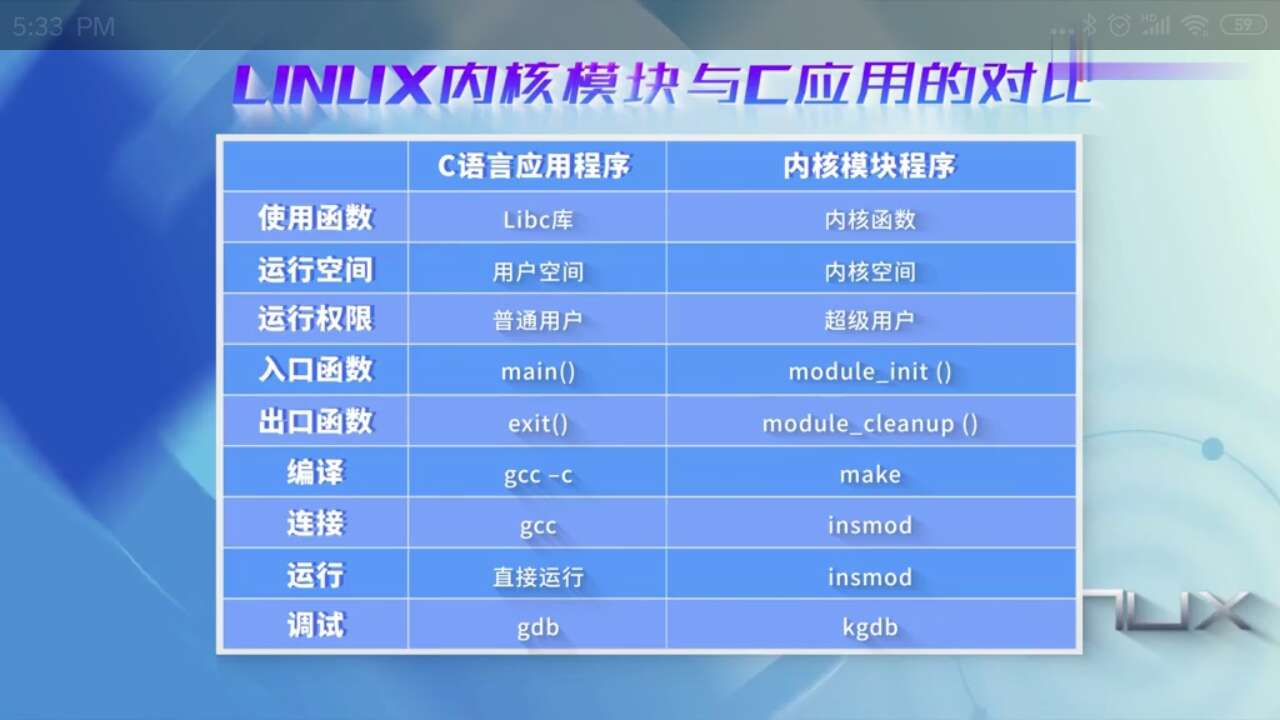 5:33 PM
HD
59
LINUX内核模块与C应用的对比
C语言应用程序 内核模块程序
使用函数 Libc库 内核函数
运行空间 用户空间 内核空间
运行权限 普通用户 超级用户
入口函数 main() module_init ()
出口函数 exit() module_cleanup ()
编译 gcc –c make
连接 gcc insmod
运行 直接运行 insmod
调试 gdb kgdb